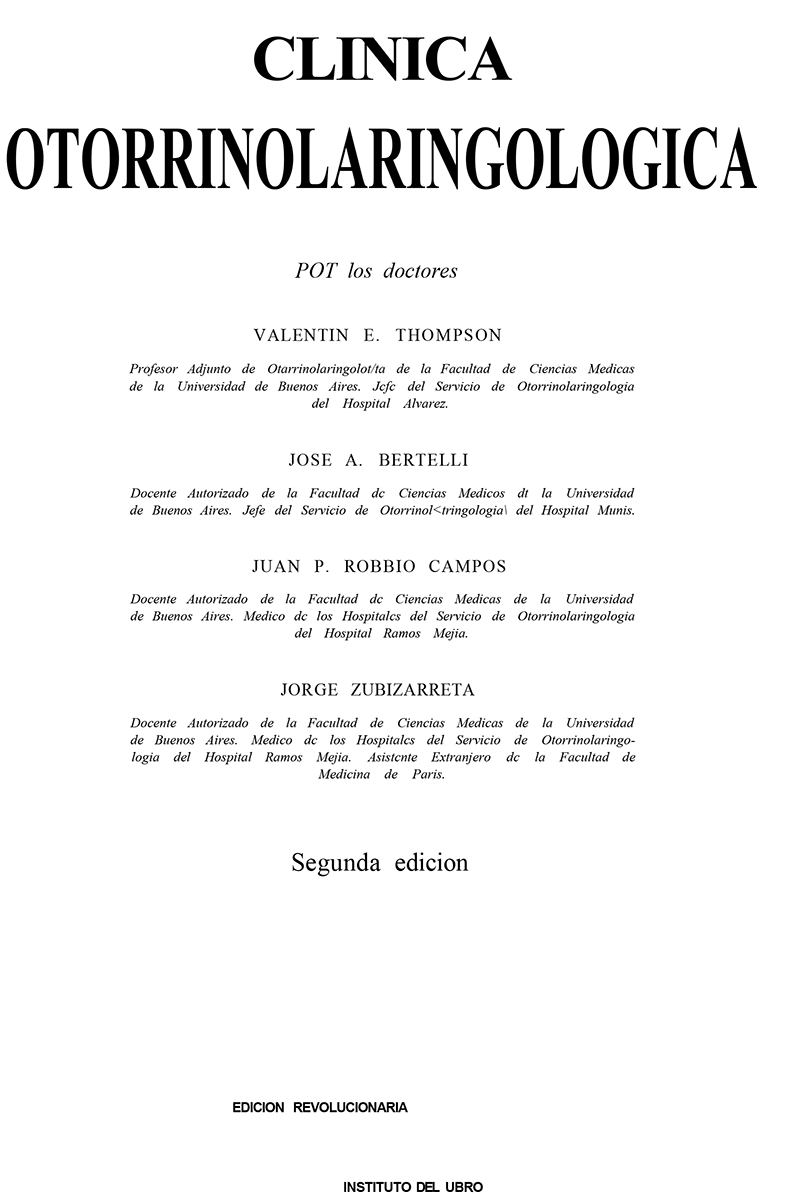 CLINICA
OTORRINOLARINGOLOGICA
POT los doctores
VALENTIN E. THOMPSON
Profesor Adjunto de Otarrinolaringolot/ta de la Facultad de Ciencias Medicas
de la Universidad de Buenos Aires. Jcfc del Servicio de Otorrinolaringologia
del Hospital Alvarez.
JOSE A. BERTELLI
Docente Autorizado de la Facultad dc Ciencias Medicos dt la Universidad
de Buenos Aires. Jefe del Servicio de Otorrinol<tringologia\ del Hospital Munis.
JUAN P. ROBBIO CAMPOS
Docente Autorizado de la Facultad dc Ciencias Medicas de la Universidad
de Buenos Aires. Medico dc los Hospitalcs del Servicio de Otorrinolaringologia
del Hospital Ramos Mejia.
JORGE ZUBIZARRETA
Docente Autorizado de la Facultad de Ciencias Medicas de la Universidad
de Buenos Aires. Medico dc los Hospitalcs del Servicio de Otorrinolaringo-
logia del Hospital Ramos Mejia. Asistcnte Extranjero dc la Facultad de
Medicina de Paris.
Segunda edicion
EDICION REVOLUCIONARIA
INSTITUTO DEL UBRO